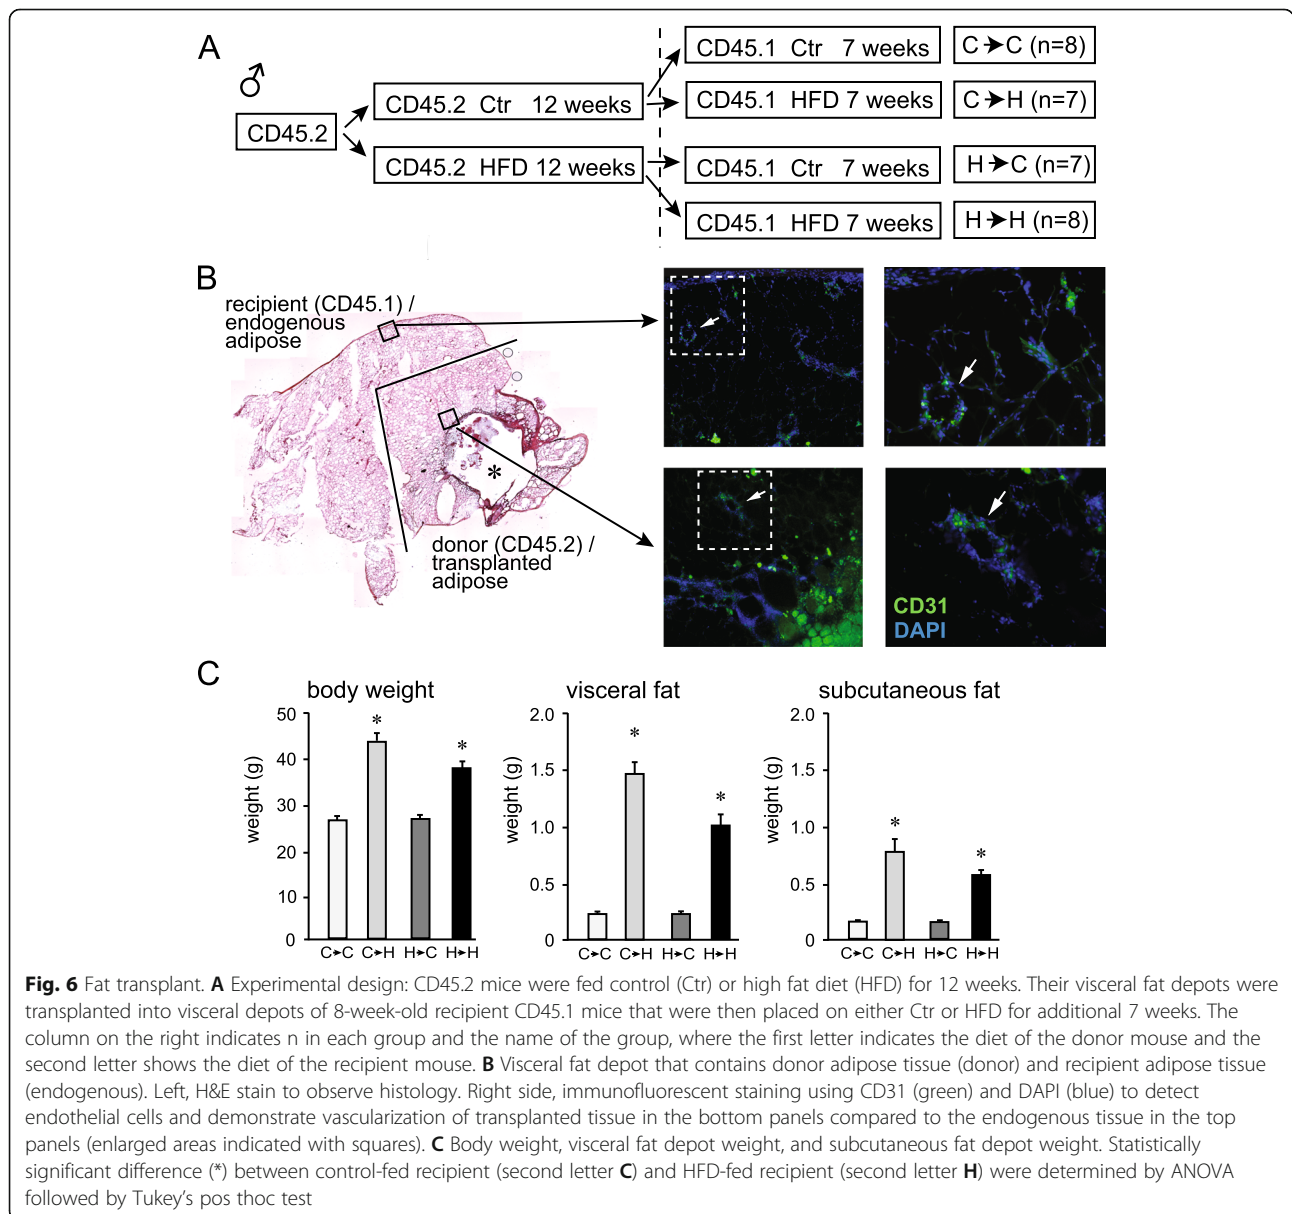 A
♂
CD45.2
CD45.2 Ctr 12 weeks
CD45.2 HFD 12 weeks
CD45.1 Ctr 7 weeks
C➔C (n=8)
CD45.1 HFD 7 weeks
C➔H (n=7)
CD45.1 Ctr 7 weeks
H➔C (n=7)
CD45.1 HFD 7 weeks
H➔H (n=8)
B
recipient (CD45.1) /
endogenous
adipose
*
donor (CD45.2) /
transplanted
adipose
CD31
DAPI
C
body weight
weight (g)
50
40
30
20
10
0
*
*
C➔C C➔H H➔C H➔H
visceral fat
weight (g)
2.0
1.5
1.0
0.5
0
*
*
C➔C C➔H H➔C H➔H
subcutaneous fat
weight (g)
2.0
1.5
1.0
0.5
0
*
*
C➔C C➔H H➔C H➔H
Fig. 6 Fat transplant. A Experimental design: CD45.2 mice were fed control (Ctr) or high fat diet (HFD) for 12 weeks. Their visceral fat depots were
transplanted into visceral depots of 8-week-old recipient CD45.1 mice that were then placed on either Ctr or HFD for additional 7 weeks. The
column on the right indicates n in each group and the name of the group, where the first letter indicates the diet of the donor mouse and the
second letter shows the diet of the recipient mouse. B Visceral fat depot that contains donor adipose tissue (donor) and recipient adipose tissue
(endogenous). Left, H&E stain to observe histology. Right side, immunofluorescent staining using CD31 (green) and DAPI (blue) to detect
endothelial cells and demonstrate vascularization of transplanted tissue in the bottom panels compared to the endogenous tissue in the top
panels (enlarged areas indicated with squares). C Body weight, visceral fat depot weight, and subcutaneous fat depot weight. Statistically
significant difference (*) between control-fed recipient (second letter C) and HFD-fed recipient (second letter H) were determined by ANOVA
followed by Tukey's pos thoc test